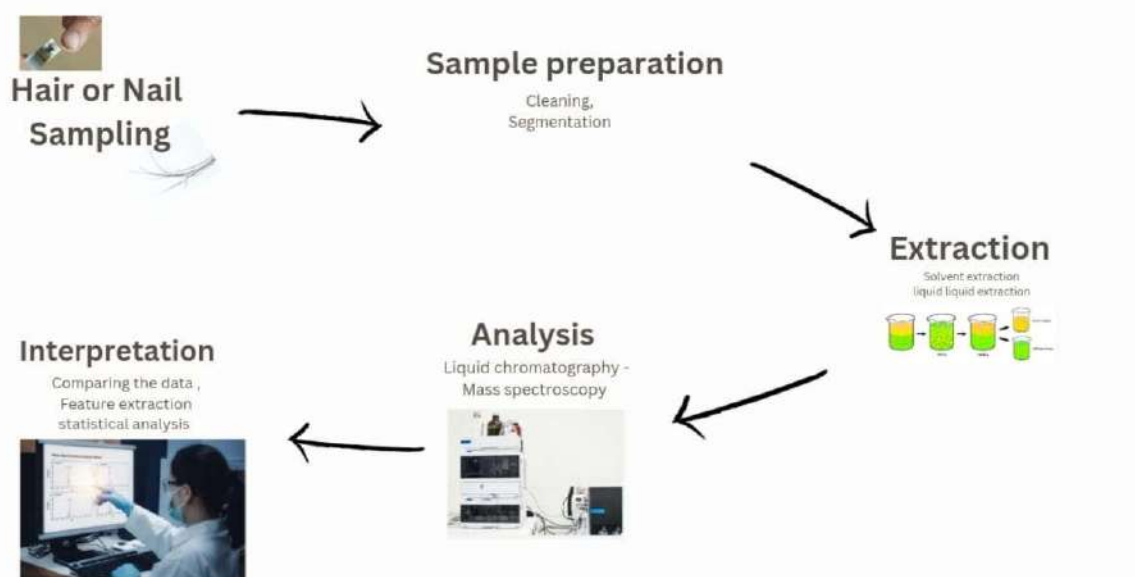 Hair or Nail
Sampling
Sample preparation
Cleaning,
Segmentation
Extraction
Solvent extraction
liquid liquid extraction
Analysis
Liquid chromatography -
Mass spectroscopy
Interpretation
Comparing the data ,
Feature extraction
statistical analysis